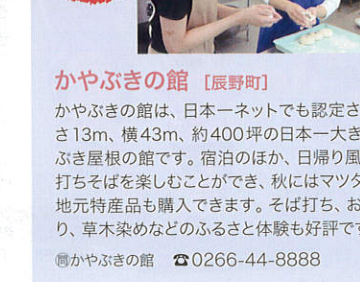 かやぶきの館 [辰野町]
かやぶきの館は、日本一ネットでも認定さ
さ13m、横43m、約400坪の日本一大き
ぶき屋根の館です。宿泊のほか、日帰り風
打ちそばを楽しむことができ、秋にはマツタ
地元特産品も購入できます。そば打ち、お
り、草木染めなどのふるさと体験も好評です
問かやぶきの館 ☎0266-44-8888